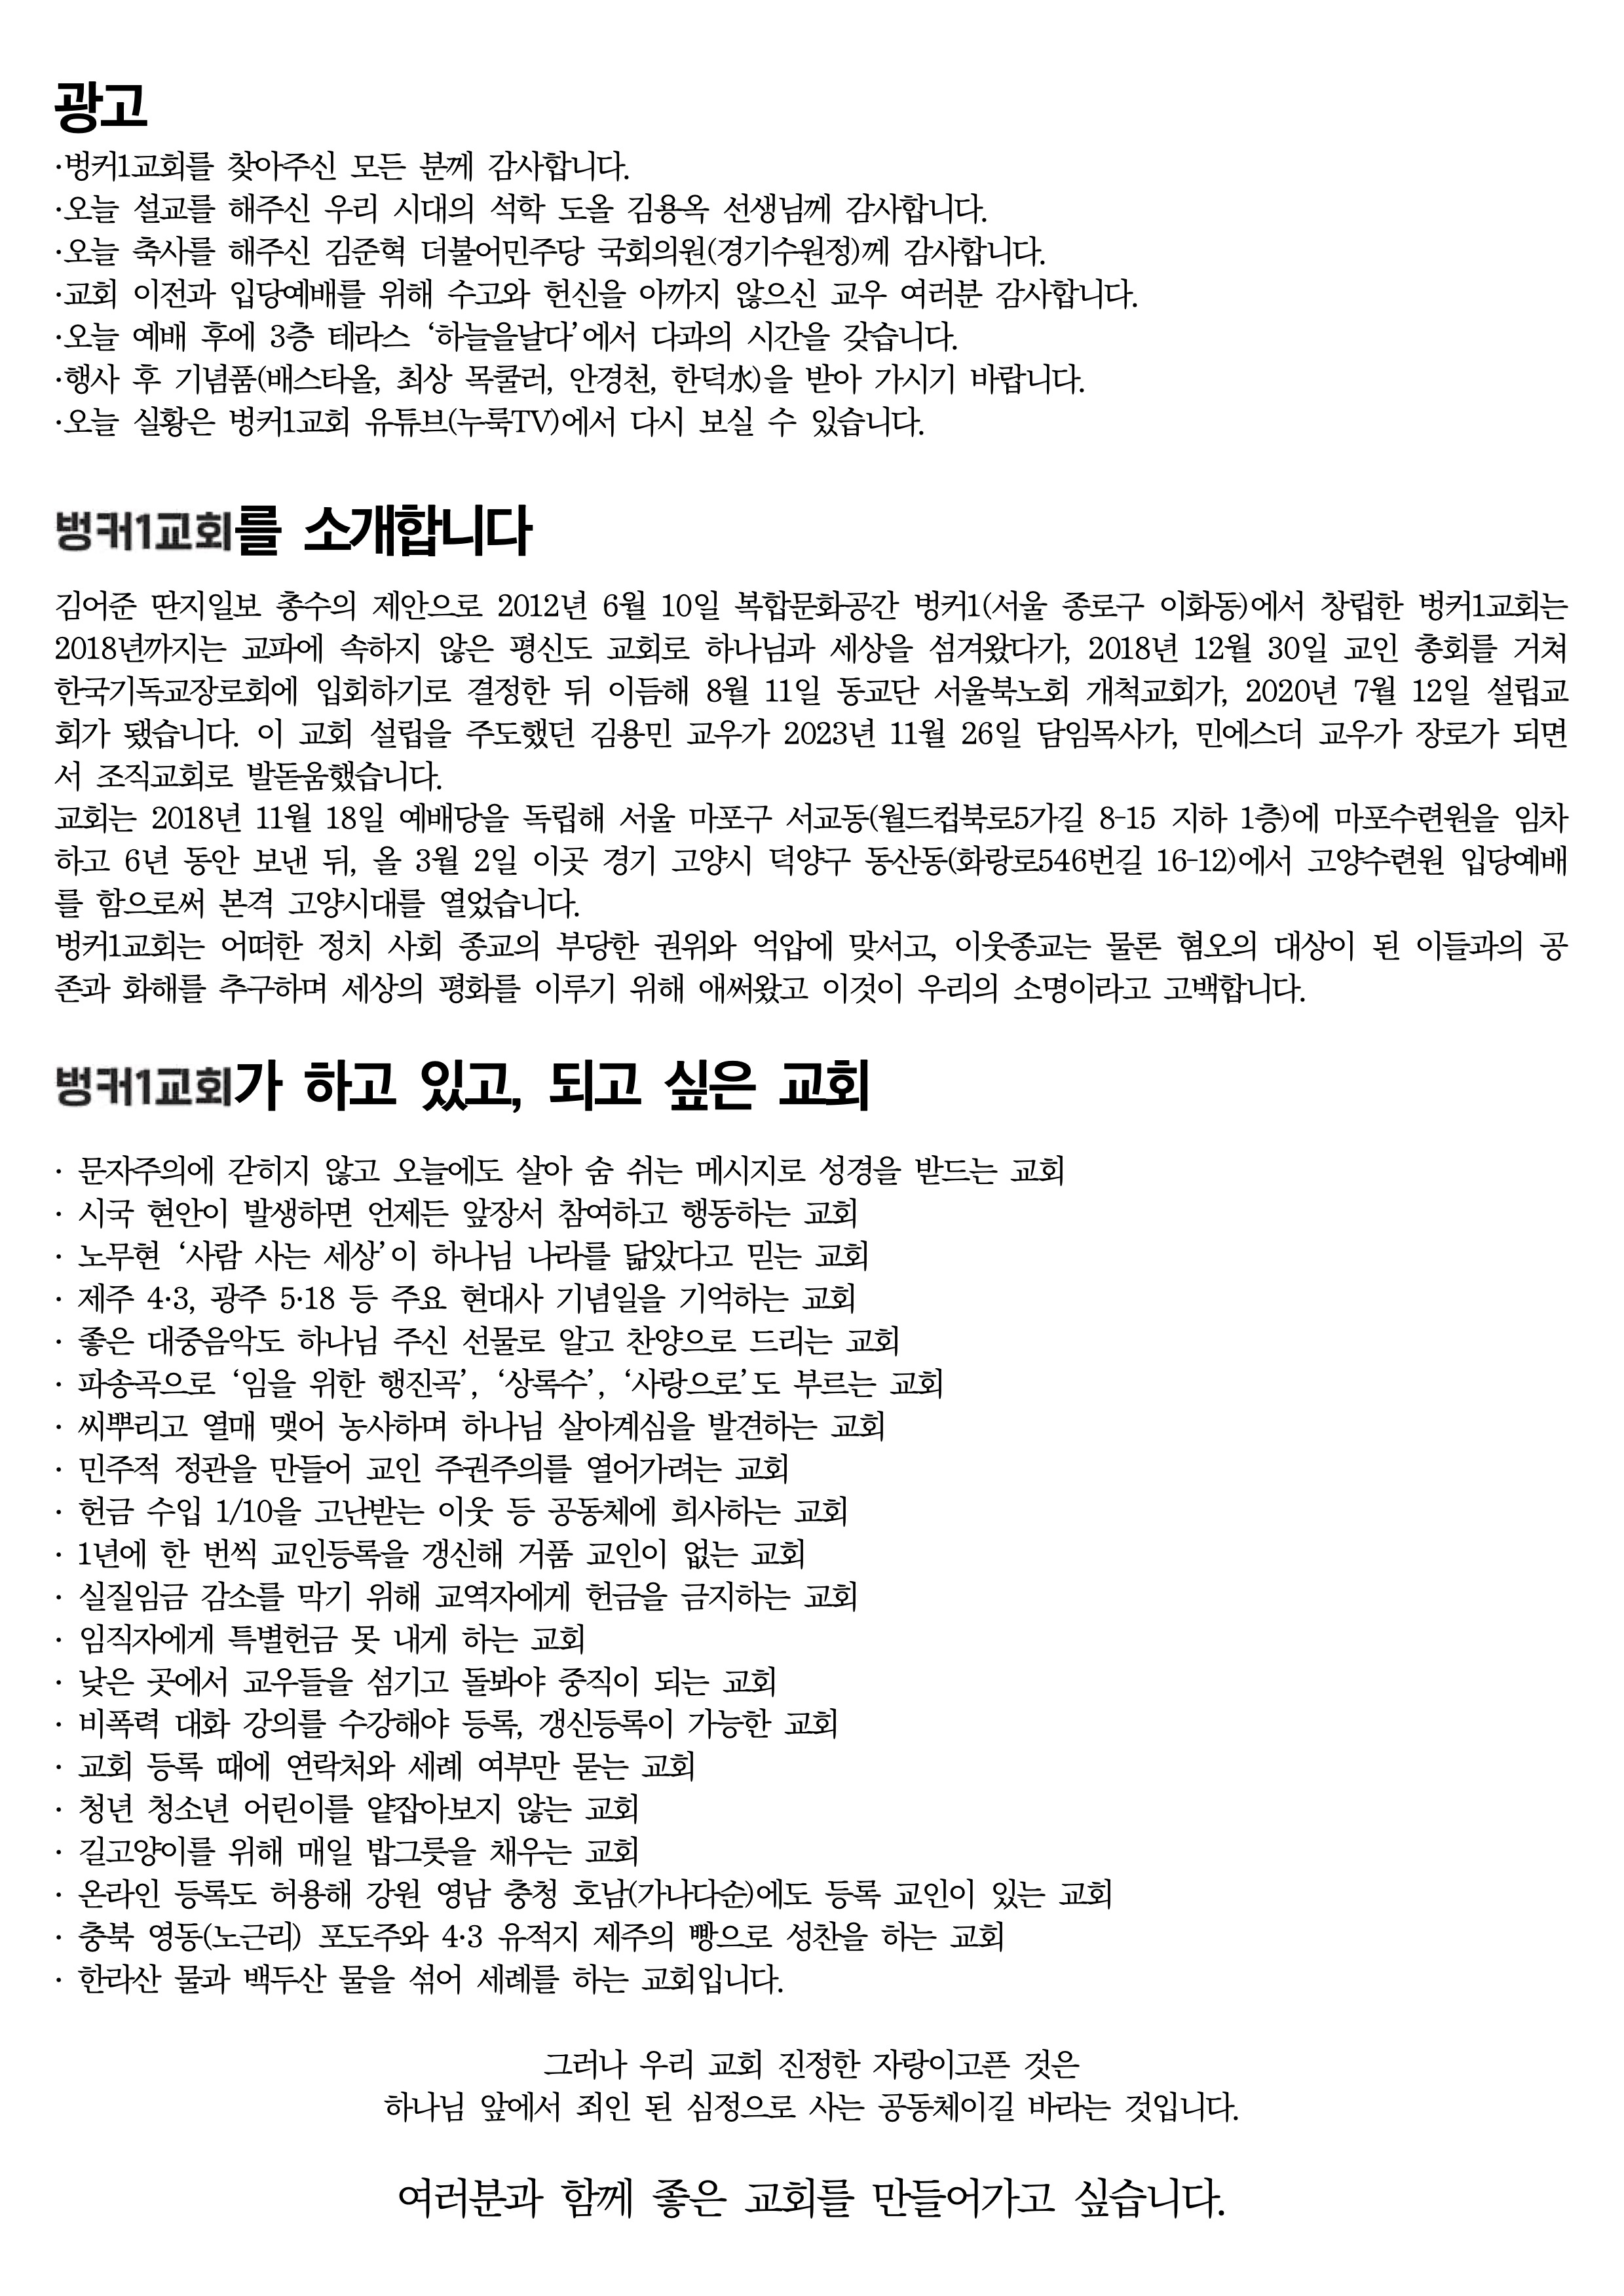 광고
·벙커1교회를 찾아주신 모든 분께 감사합니다.
·오늘 설교를 해주신 우리 시대의 석학 도올 김용옥 선생님께 감사합니다.
·오늘 축사를 해주신 김준혁 더불어민주당 국회의원(경기수원정)께 감사합니다.
·교회 이전과 입당예배를 위해 수고와 헌신을 아까지 않으신 교우 여러분 감사합니다.
·오늘 예배 후에 3층 테라스 ‘하늘을날다’에서 다과의 시간을 갖습니다.
·행사 후 기념품(배스타올, 최상 목쿨러, 안경천, 한덕水)을 받아 가시기 바랍니다.
·오늘 실황은 벙커1교회 유튜브(누룩TV)에서 다시 보실 수 있습니다.
벙커1교회를 소개합니다
김어준 딴지일보 총수의 제안으로 2012년 6월 10일 복합문화공간 벙커1(서울 종로구 이화동)에서 창립한 벙커1교회는
2018년까지는 교파에 속하지 않은 평신도 교회로 하나님과 세상을 섬겨왔다가, 2018년 12월 30일 교인 총회를 거쳐
한국기독교장로회에 입회하기로 결정한 뒤 이듬해 8월 11일 동교단 서울북노회 개척교회가, 2020년 7월 12일 설립교
회가 됐습니다. 이 교회 설립을 주도했던 김용민 교우가 2023년 11월 26일 담임목사가, 민에스더 교우가 장로가 되면
서 조직교회로 발돋움했습니다.
교회는 2018년 11월 18일 예배당을 독립해 서울 마포구 서교동(월드컵북로5가길 8-15 지하 1층)에 마포수련원을 임차
하고 6년 동안 보낸 뒤, 올 3월 2일 이곳 경기 고양시 덕양구 동산동(화랑로546번길 16-12)에서 고양수련원 입당예배
를 함으로써 본격 고양시대를 열었습니다.
벙커1교회는 어떠한 정치 사회 종교의 부당한 권위와 억압에 맞서고, 이웃종교는 물론 혐오의 대상이 된 이들과의 공
존과 화해를 추구하며 세상의 평화를 이루기 위해 애써왔고 이것이 우리의 소명이라고 고백합니다.
벙커1교회가 하고 있고, 되고 싶은 교회
· 문자주의에 갇히지 않고 오늘에도 살아 숨 쉬는 메시지로 성경을 받드는 교회
· 시국 현안이 발생하면 언제든 앞장서 참여하고 행동하는 교회
· 노무현 ‘사람 사는 세상’이 하나님 나라를 닮았다고 믿는 교회
· 제주 4·3, 광주 5·18 등 주요 현대사 기념일을 기억하는 교회
· 좋은 대중음악도 하나님 주신 선물로 알고 찬양으로 드리는 교회
· 파송곡으로 ‘임을 위한 행진곡’, ‘상록수’, ‘사랑으로’도 부르는 교회
· 씨뿌리고 열매 맺어 농사하며 하나님 살아계심을 발견하는 교회
· 민주적 정관을 만들어 교인 주권주의를 열어가려는 교회
· 헌금 수입 1/10을 고난받는 이웃 등 공동체에 희사하는 교회
· 1년에 한 번씩 교인등록을 갱신해 거품 교인이 없는 교회
· 실질임금 감소를 막기 위해 교역자에게 헌금을 금지하는 교회
· 임직자에게 특별헌금 못 내게 하는 교회
· 낮은 곳에서 교우들을 섬기고 돌봐야 중직이 되는 교회
· 비폭력 대화 강의를 수강해야 등록, 갱신등록이 가능한 교회
· 교회 등록 때에 연락처와 세례 여부만 묻는 교회
· 청년 청소년 어린이를 얕잡아보지 않는 교회
· 길고양이를 위해 매일 밥그릇을 채우는 교회
· 온라인 등록도 허용해 강원 영남 충청 호남(가나다순)에도 등록 교인이 있는 교회
· 충북 영동(노근리) 포도주와 4·3 유적지 제주의 빵으로 성찬을 하는 교회
· 한라산 물과 백두산 물을 섞어 세례를 하는 교회입니다.
그러나 우리 교회 진정한 자랑이고픈 것은
하나님 앞에서 죄인 된 심정으로 사는 공동체이길 바라는 것입니다.
여러분과 함께 좋은 교회를 만들어가고 싶습니다.